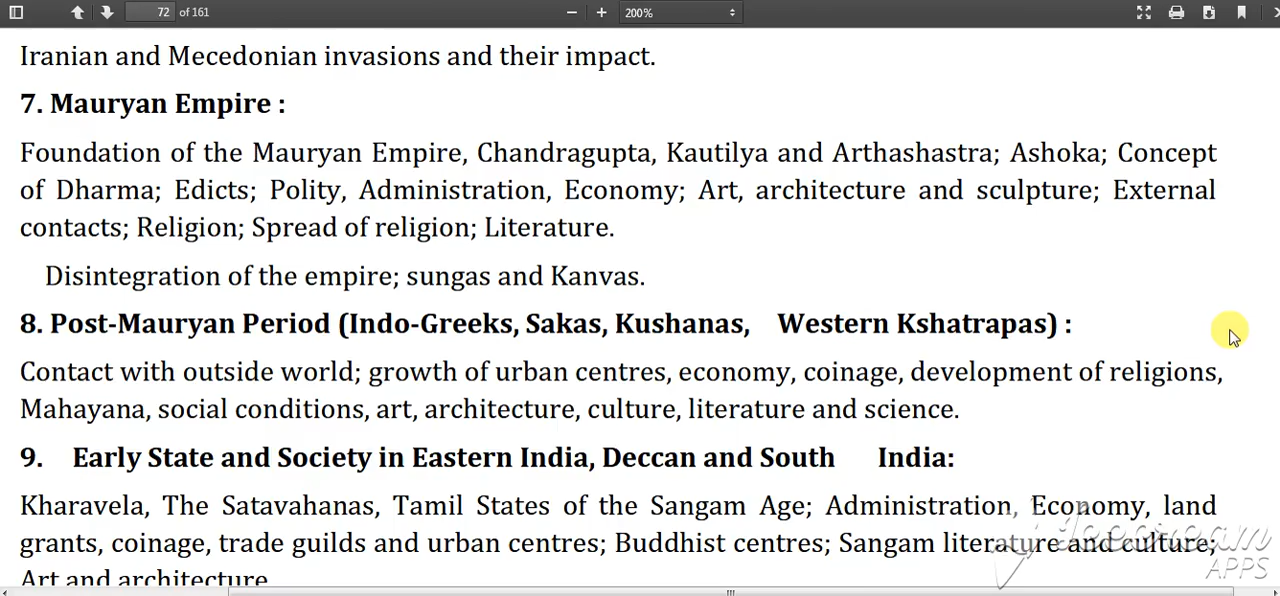 72 of 161
200%
Iranian and Mecedonian invasions and their impact.
7. Mauryan Empire :
Foundation of the Mauryan Empire, Chandragupta, Kautilya and Arthashastra; Ashoka; Concept
of Dharma; Edicts; Polity, Administration, Economy; Art, architecture and sculpture; External
contacts; Religion; Spread of religion; Literature.
Disintegration of the empire; sungas and Kanvas.
8. Post-Mauryan Period (Indo-Greeks, Sakas, Kushanas, Western Kshatrapas) :
Contact with outside world; growth of urban centres, economy, coinage, development of religions,
Mahayana, social conditions, art, architecture, culture, literature and science.
9. Early State and Society in Eastern India, Deccan and South India:
Kharavela, The Satavahanas, Tamil States of the Sangam Age; Administration, Economy, land
grants, coinage, trade guilds and urban centres; Buddhist centres; Sangam literature and culture;
Art and architecture
APPS